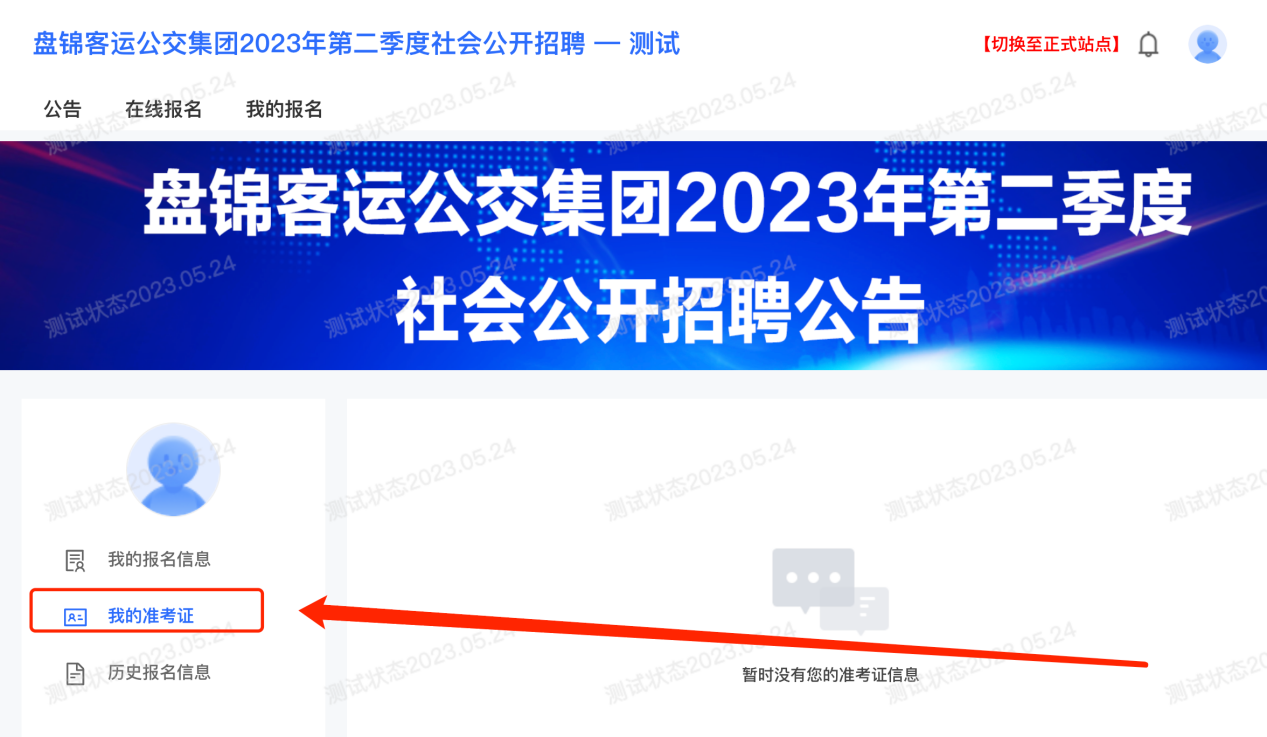 盘锦客运公交集团2023年第二季度社会公开招聘 — 测试
【切换至正式站点】
公告 在线报名 我的报名
盘锦客运公交集团2023年第二季度
社会公开招聘公告
我的报名信息
我的准考证
历史报名信息
暂时没有您的准考证信息
测试状态2023.05.24